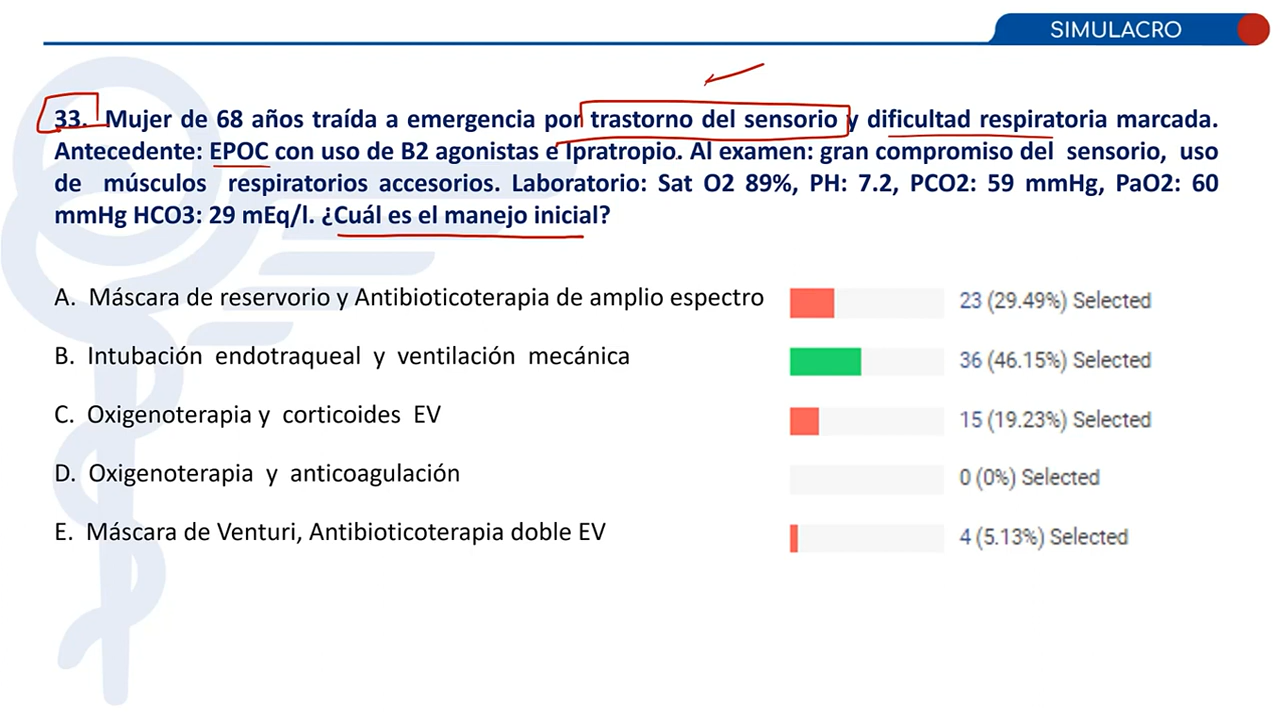 SIMULACRO
33. Mujer de 68 años traída a emergencia por trastorno del sensorio y dificultad respiratoria marcada.
Antecedente: EPOC con uso de B2 agonistas e Ipratropio. Al examen: gran compromiso del sensorio, uso
de músculos respiratorios accesorios. Laboratorio: Sat O2 89%, PH: 7.2, PCO2: 59 mmHg, PaO2: 60
mmHg HCO3: 29 mEq/l. ¿Cuál es el manejo inicial?
A. Máscara de reservorio y Antibioticoterapia de amplio espectro
23 (29.49%) Selected
B. Intubación endotraqueal y ventilación mecánica
36 (46.15%) Selected
C. Oxigenoterapia y corticoides EV
15 (19.23%) Selected
D. Oxigenoterapia y anticoagulación
0 (0%) Selected
E. Máscara de Venturi, Antibioticoterapia doble EV
4 (5.13%) Selected